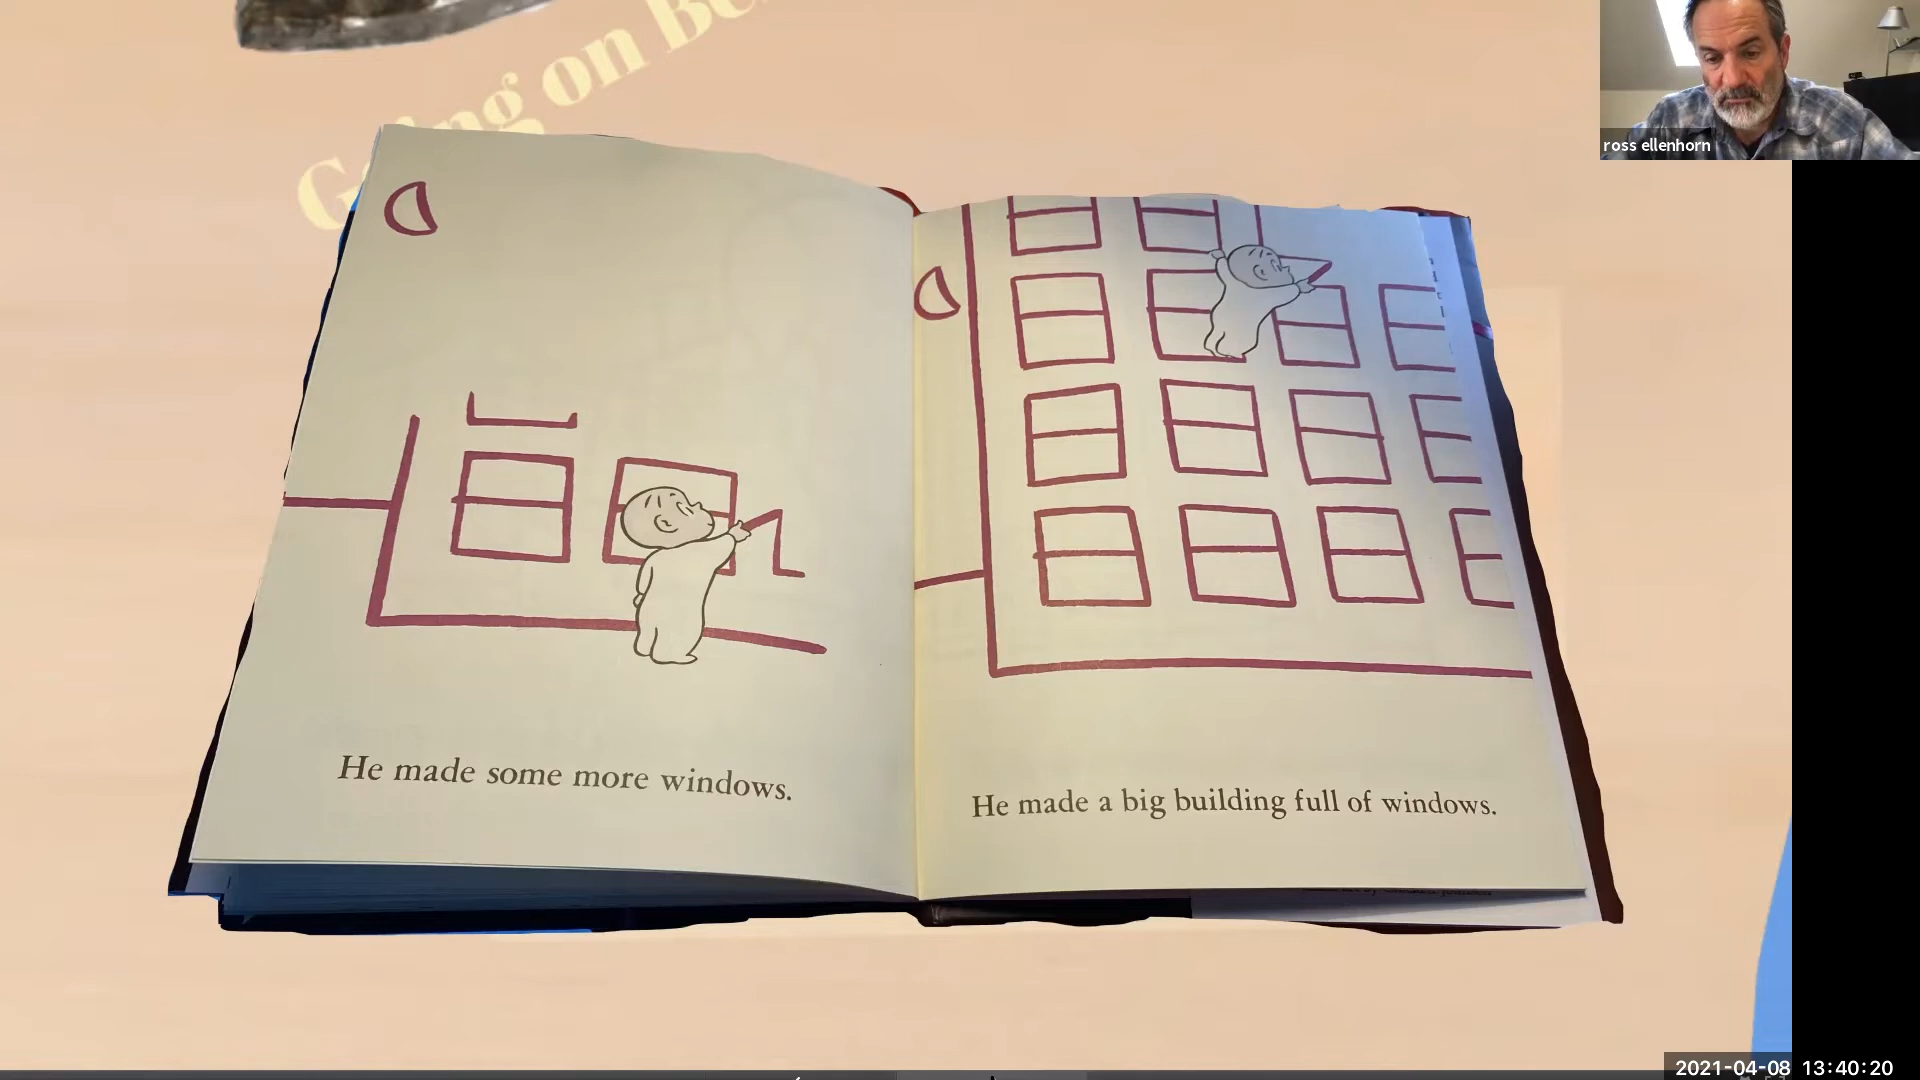 ross ellenhorn
He made some more windows.
He made a big building full of windows.
2021-04-08 13:40:20